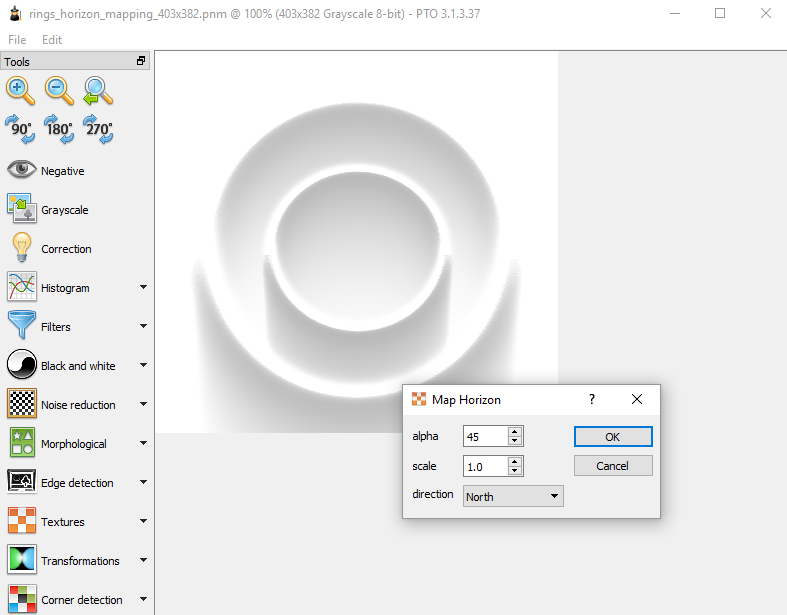 rings_horizon_mapping_403x382.pnm @ 100% (403x382 Grayscale 8-bit) - PTO 3.1.3.37
File Edit
Tools
90° 180° 270°
Negative
Grayscale
Correction
Histogram
Filters
Black and white
Noise reduction
Morphological
Edge detection
Textures
Transformations
Corner detection
Map Horizon ?
alpha 45 OK
scale 1.0 Cancel
direction North